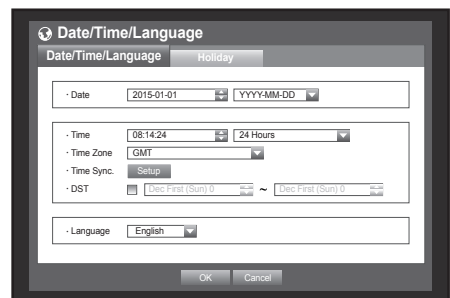 Date/Time/Language
Date/Time/Language Holiday
· Date 2015-01-01 YYYY-MM-DD
· Time 08:14:24 24 Hours
· Time Zone GMT
· Time Sync. Setup
· DST Dec First (Sun) 0 ~ Dec First (Sun) 0
· Language English
OK Cancel